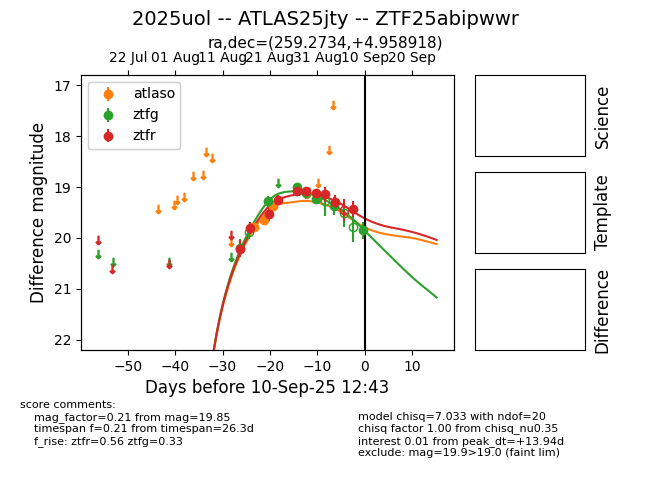 2025uol -- ATLAS25jty -- ZTF25abipwwr
ra,dec=(259.2734,+4.958918)
22 Jul 01 Aug 11 Aug 21 Aug 31 Aug 10 Sep 20 Sep
17
18
19
20
21
22
Difference magnitude
atlaso
ztfg
ztfr
−50 −40 −30 −20 −10 0 10
Days before 10-Sep-25 12:43
Science
Template
Difference
score comments:
mag_factor=0.21 from mag=19.85
timespan f=0.21 from timespan=26.3d
f_rise: ztfr=0.56 ztfg=0.33
model chisq=7.033 with ndof=20
chisq factor 1.00 from chisq_nu0.35
interest 0.01 from peak_dt=+13.94d
exclude: mag=19.9>19.0 (faint lim)